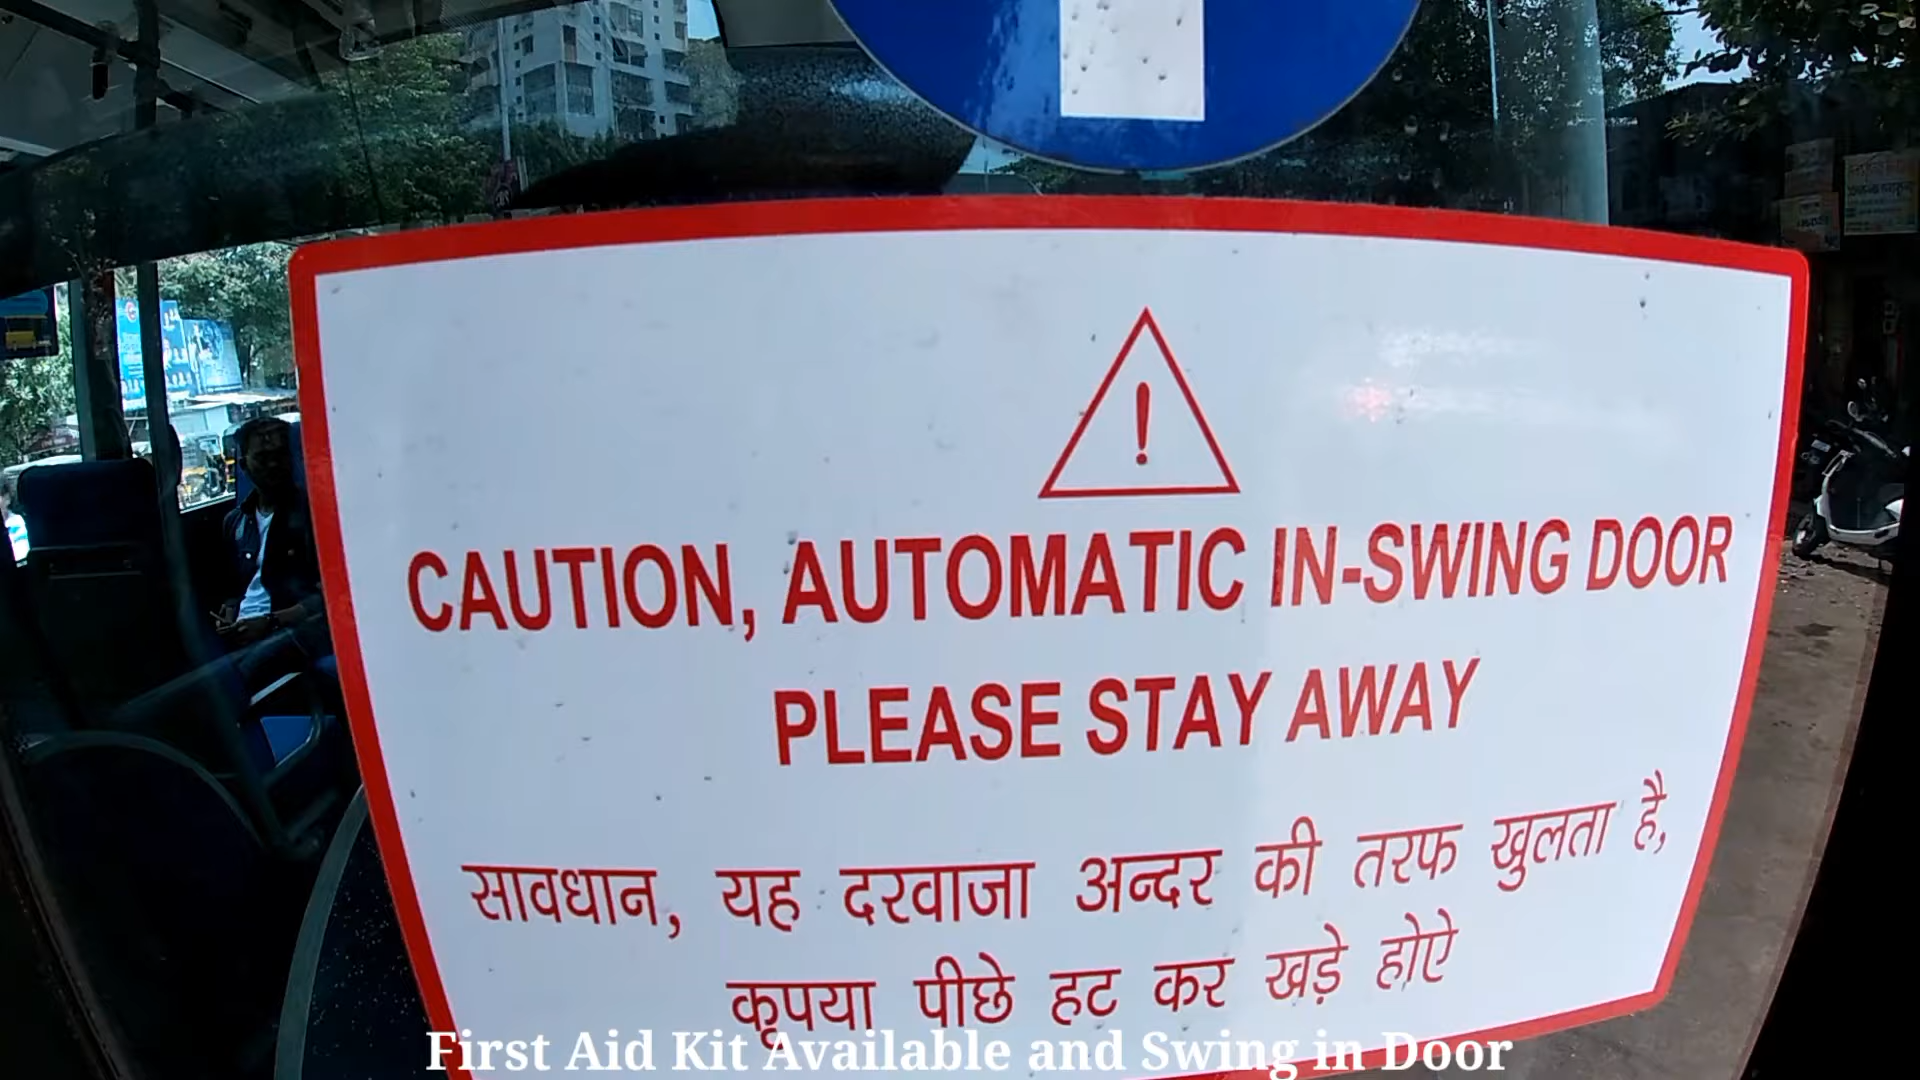 !
CAUTION, AUTOMATIC IN-SWING DOOR
PLEASE STAY AWAY
सावधान, यह दरवाजा अन्दर की तरफ खुलता है,
कृपया पीछे हट कर खड़े होऐ
First Aid Kit Available and Swing in Door